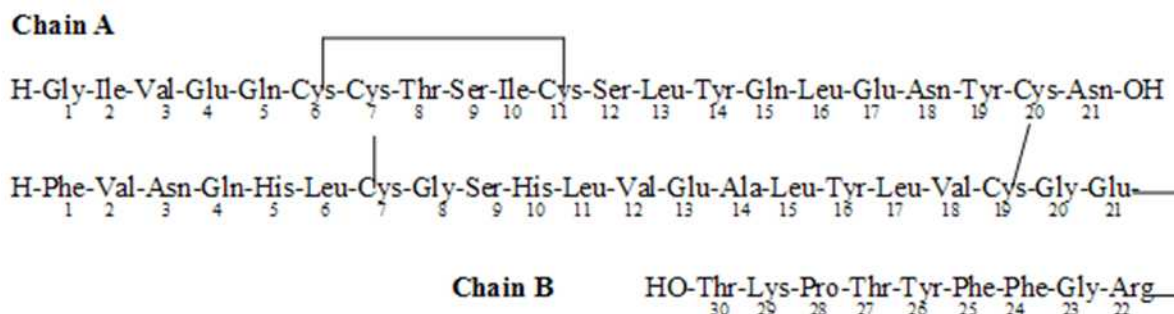 Chain A
H-Gly-Ile-Val-Glu-Gln-Cys-Cys-Thr-Ser-Ile-Cys-Ser-Leu-Tyr-Gln-Leu-Glu-Asn-Tyr-Cys-Asn-OH
1 2 3 4 5 6 7 8 9 10 11 12 13 14 15 16 17 18 19 20 21
H-Phe-Val-Asn-Gln-His-Leu-Cys-Gly-Ser-His-Leu-Val-Glu-Ala-Leu-Tyr-Leu-Val-Cys-Gly-Glu-
1 2 3 4 5 6 7 8 9 10 11 12 13 14 15 16 17 18 19 20 21
Chain B HO-Thr-Lys-Pro-Thr-Tyr-Phe-Phe-Gly-Arg
30 29 28 27 26 25 24 23 22